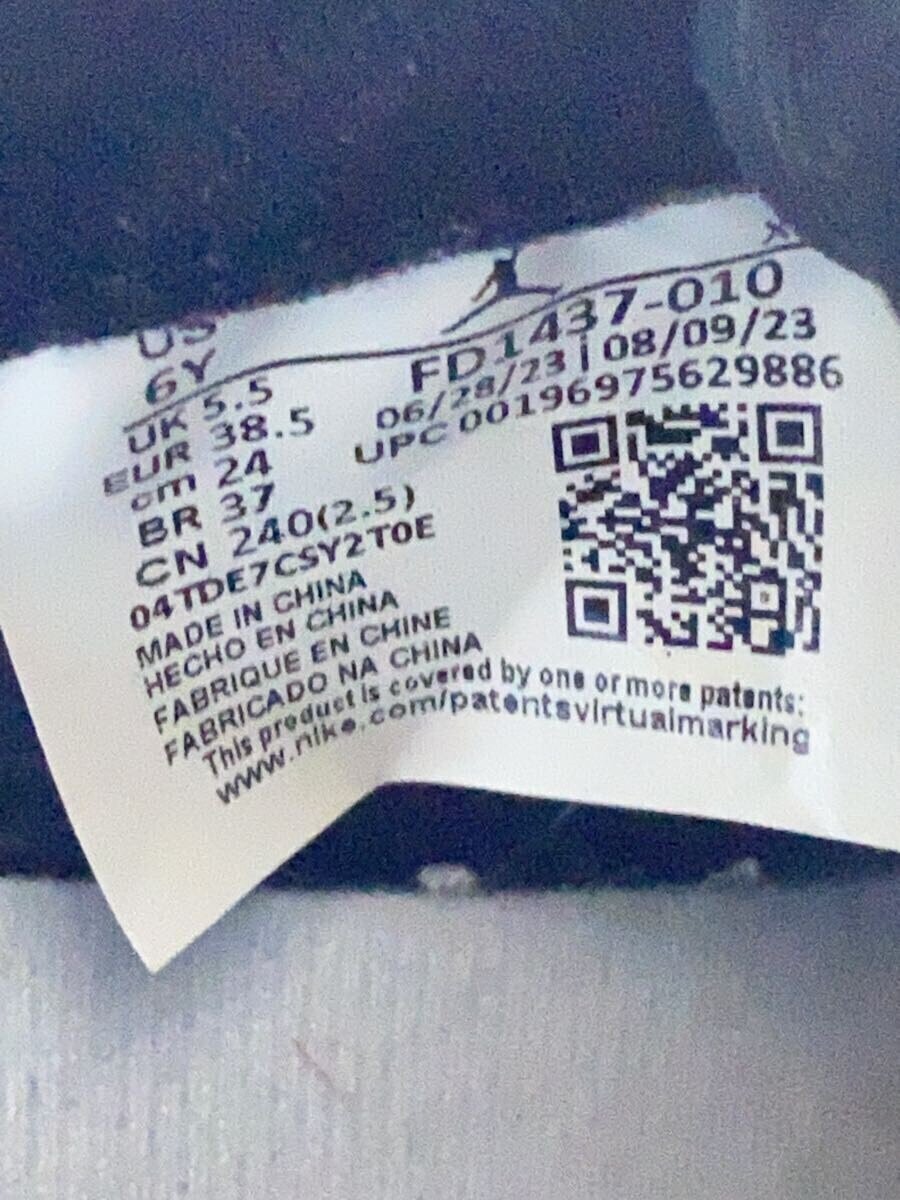 US
6Y
UK 5.5
EUR 38.5
cm 24
BR 37
CN 240(2.5)
04TDE7CSY2T0E
MADE IN CHINA
HECHO EN CHINA
FABRIQUE EN CHINE
FABRICADO NA CHINA
This product is covered by one or more patents:
www.nike.com/patentsvirtualmarking
FD1437-010
06/28/23 | 08/09/23
UPC 00196975629886